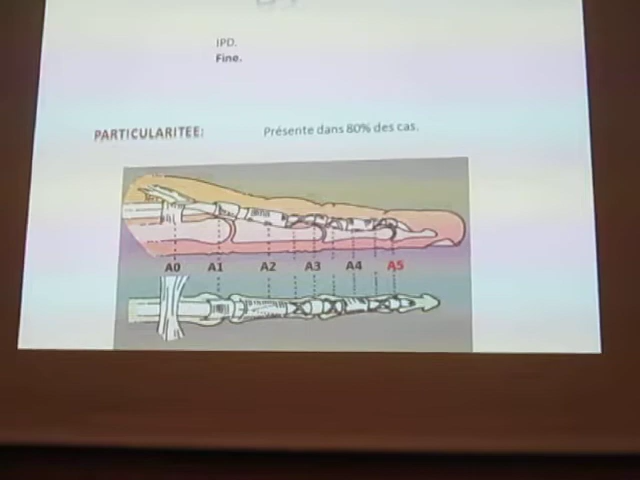 IPD.
Fine.
PARTICULARITEE: Présente dans 80% des cas.
A0 A1 A2 A3 A4 A5